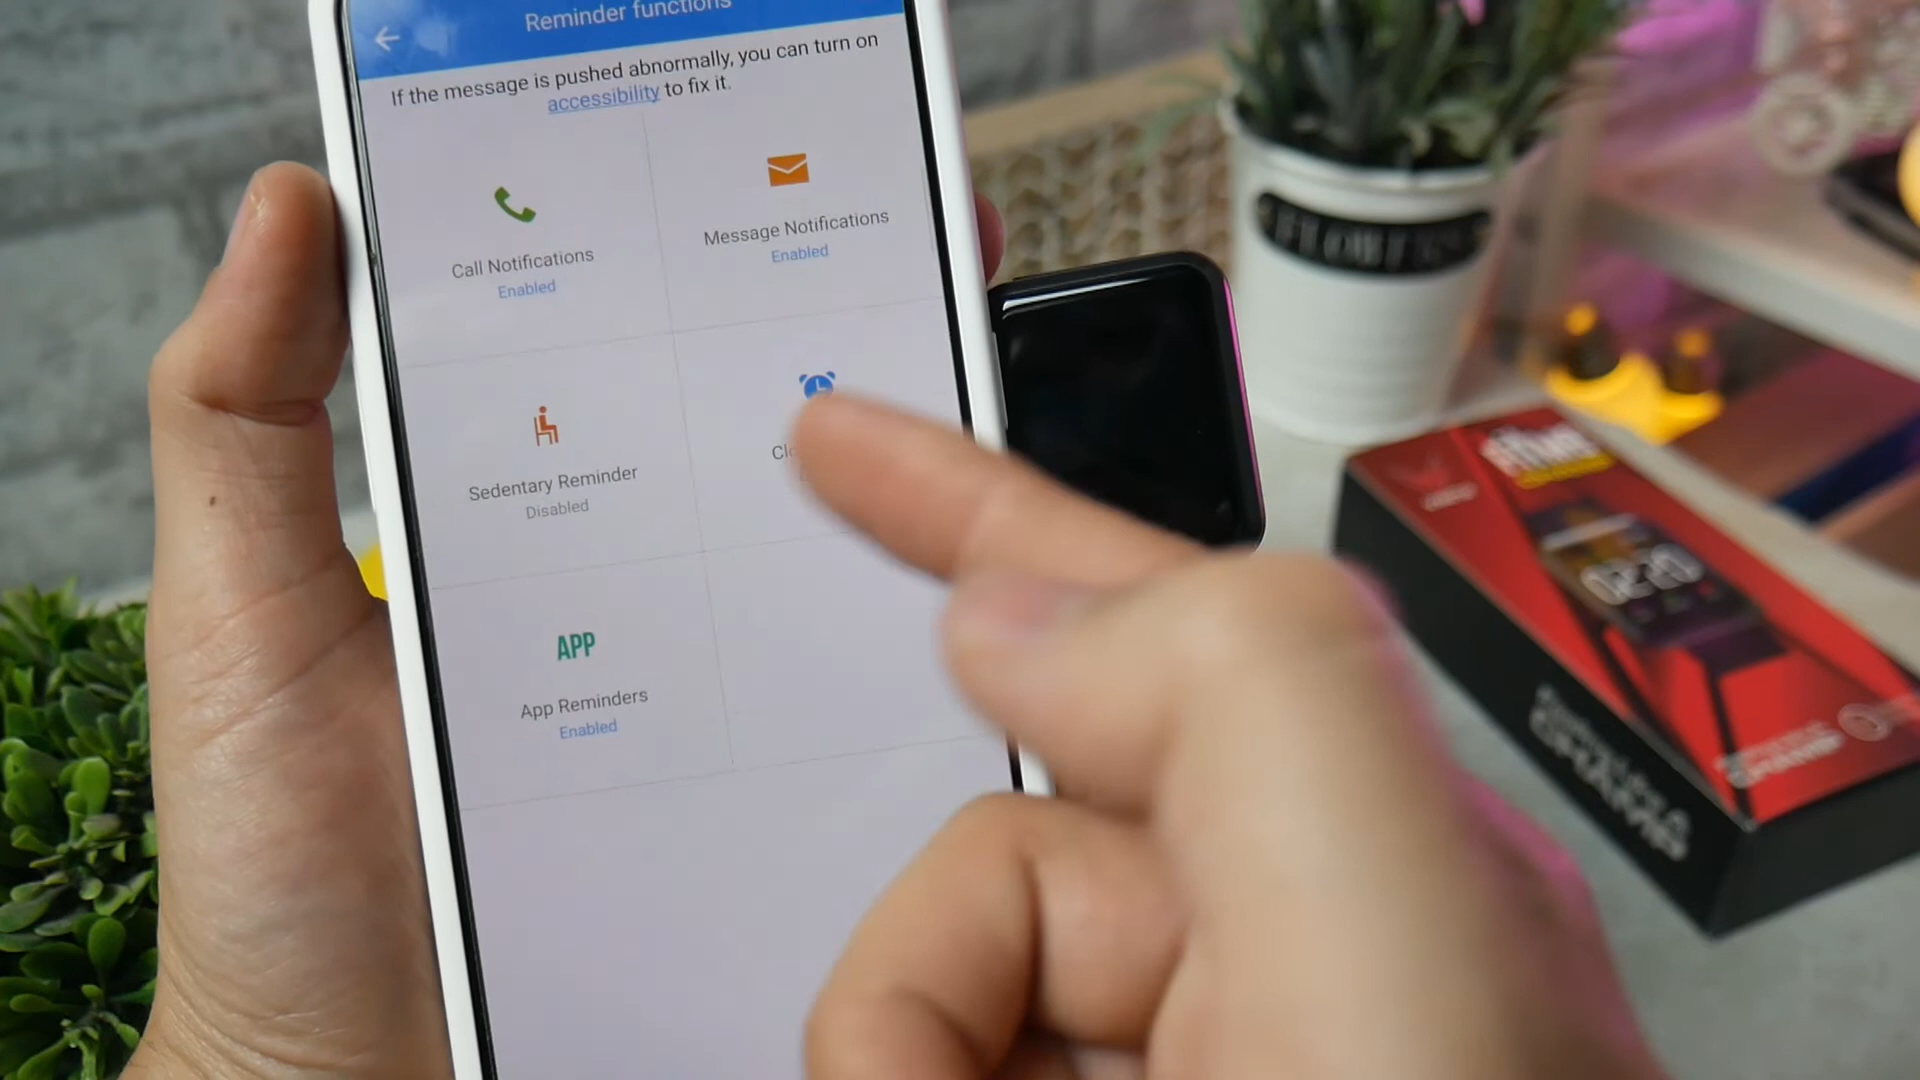 Reminder functions
If the message is pushed abnormally, you can turn on
accessibility to fix it.
Call Notifications
Enabled
Message Notifications
Enabled
Sedentary Reminder
Disabled
APP
App Reminders
Enabled
FLOWERS